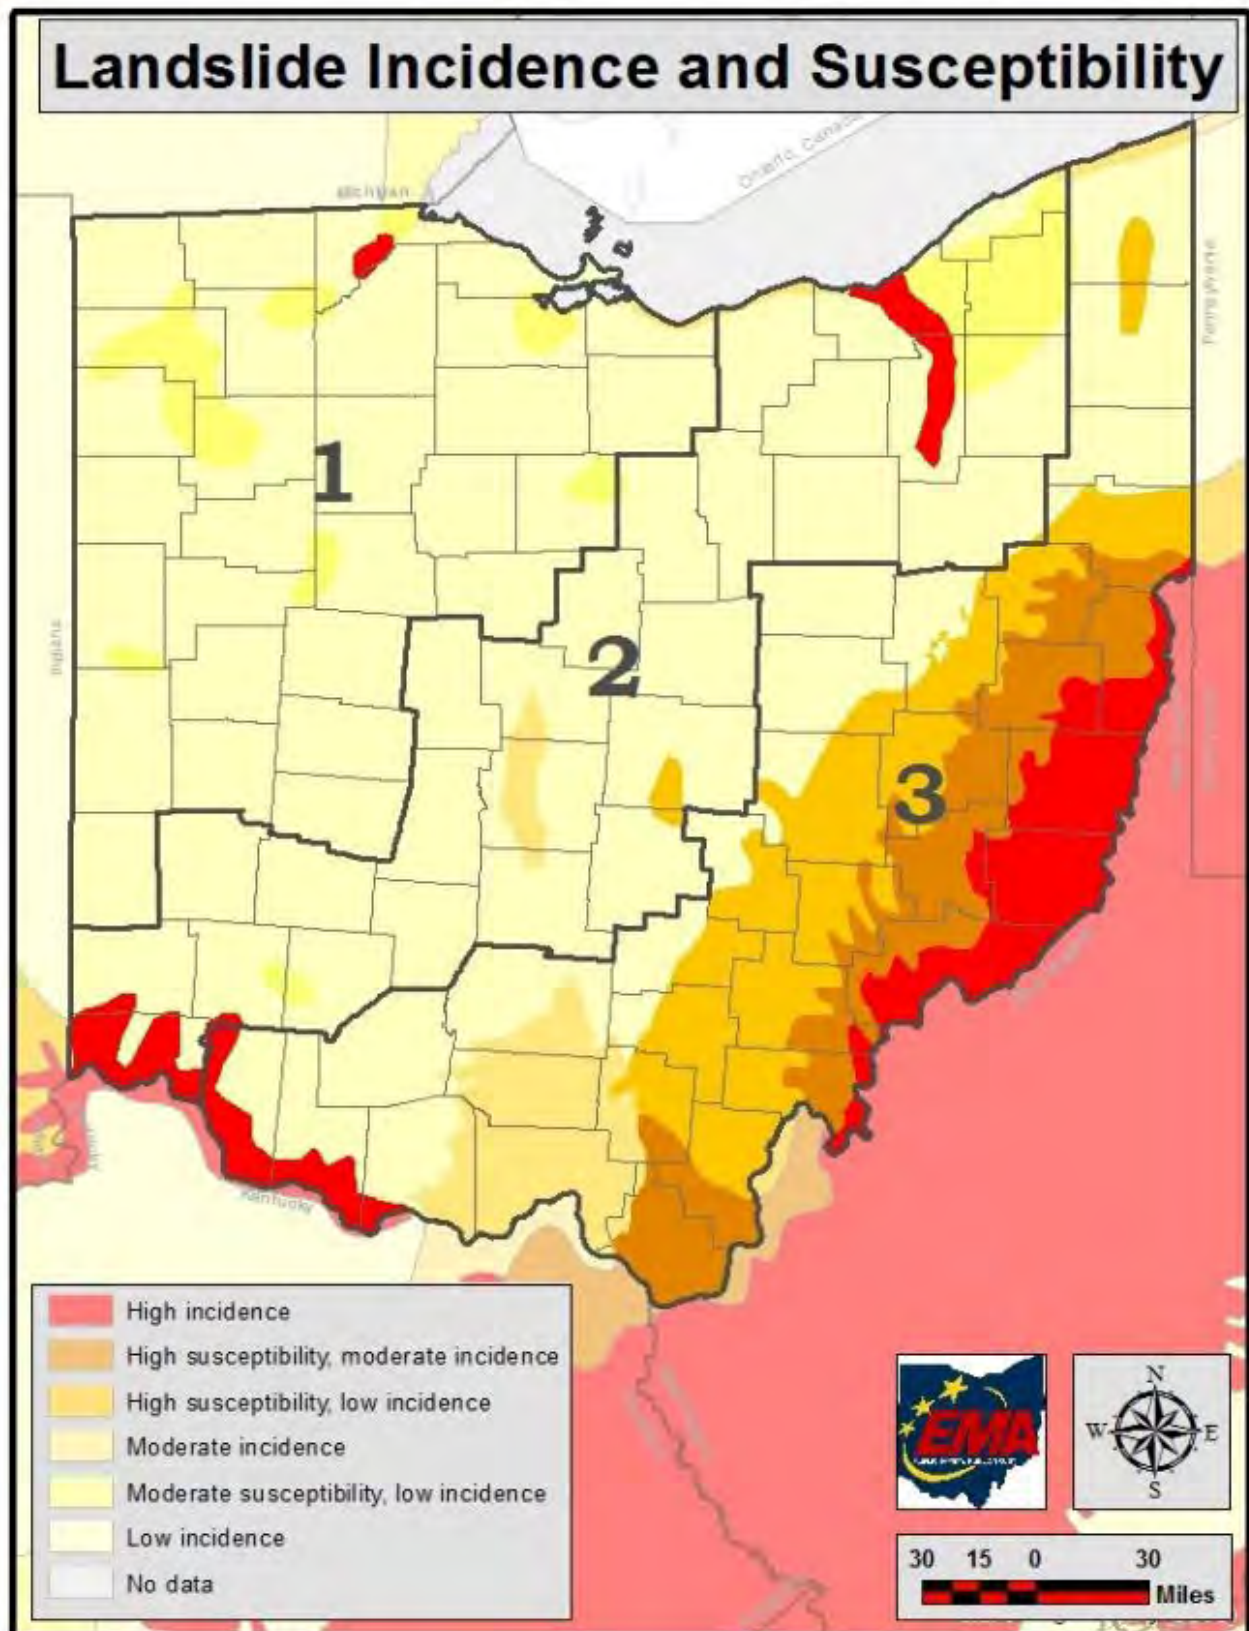 Landslide Incidence and Susceptibility
Michigan
Ontario, Canada
Pennsylvania
1
Indiana
2
3
Kentucky
High incidence
High susceptibility, moderate incidence
High susceptibility, low incidence
Moderate incidence
Moderate susceptibility, low incidence
Low incidence
No data
EMA
N
W E
S
30 15 0 30
Miles